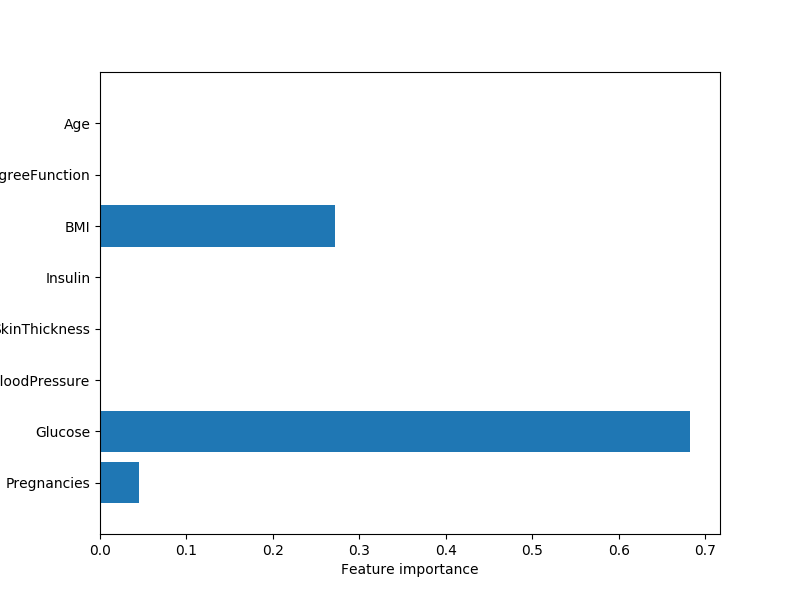 Age
greeFunction
BMI
Insulin
SkinThickness
loodPressure
Glucose
Pregnancies
0.0 0.1 0.2 0.3 0.4 0.5 0.6 0.7
Feature importance